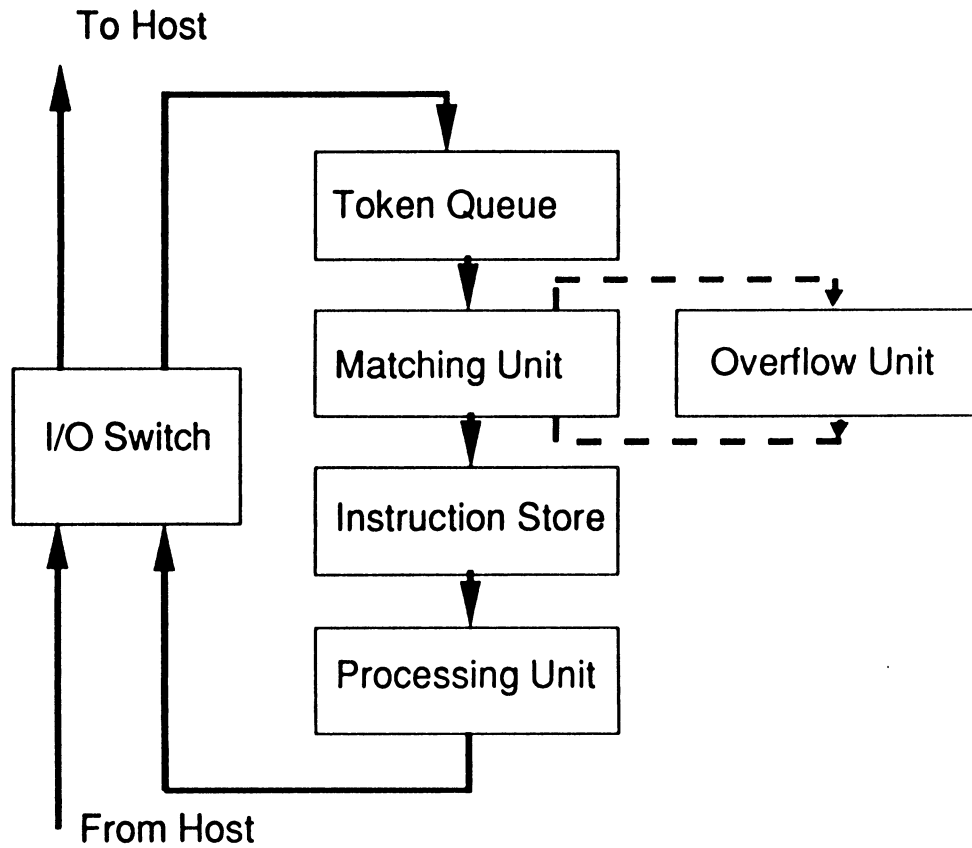 To Host
Token Queue
Matching Unit
Overflow Unit
I/O Switch
Instruction Store
Processing Unit
From Host